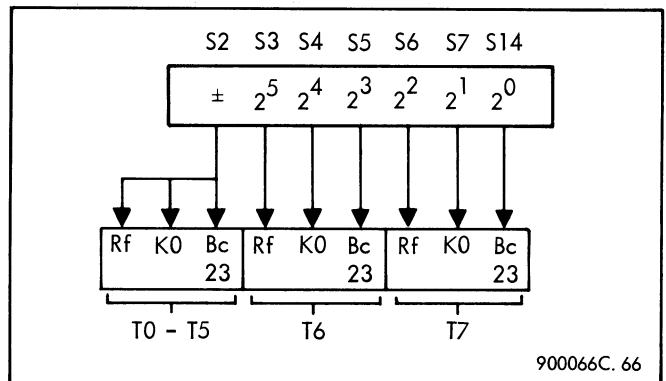 S2 S3 S4 S5 S6 S7 S14
± 2^5 2^4 2^3 2^2 2^1 2^0
Rf K0 Bc Rf K0 Bc Rf K0 Bc
23 23 23
T0 - T5 T6 T7
900066C. 66